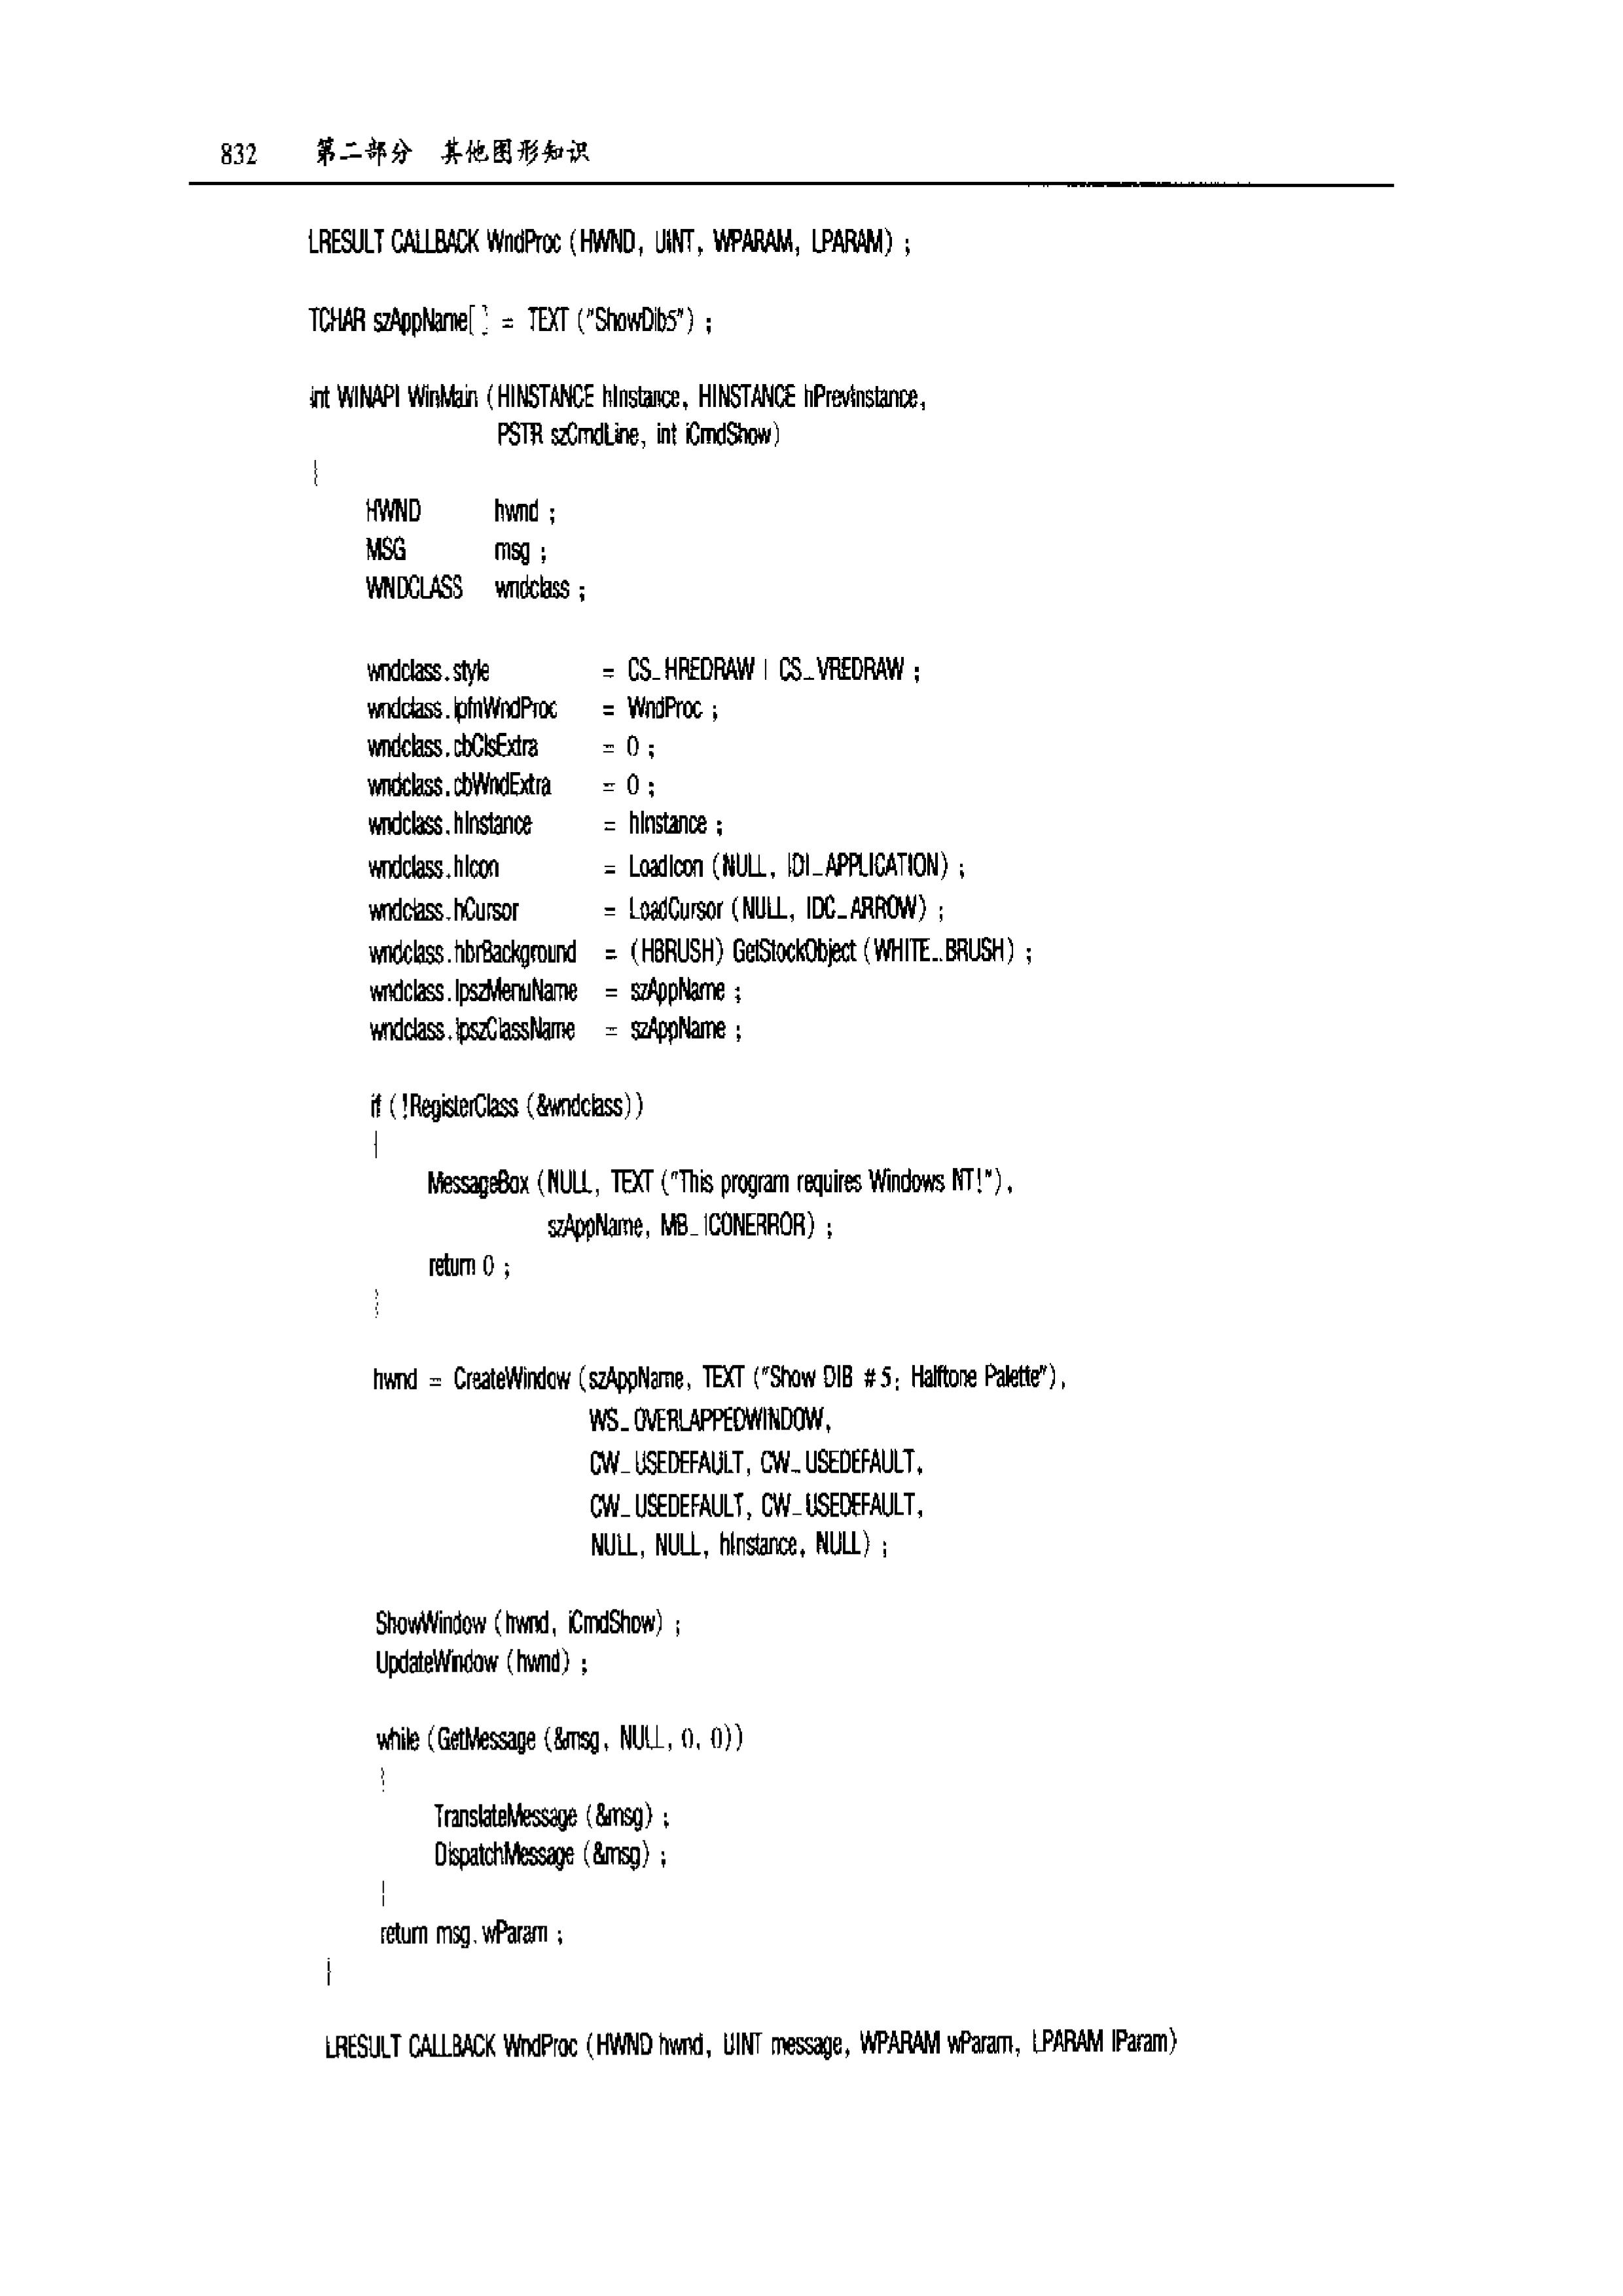 832 第二部分 其他图形知识
LRESULT CALLBACK WndProc (HWND, UINT, WPARAM, LPARAM) ;
TCHAR szAppName[ ] = TEXT ("ShowDib5") ;
int WINAPI WinMain (HINSTANCE hInstance, HINSTANCE hPrevInstance,
PSTR szCmdLine, int iCmdShow)
{
HWND hwnd ;
MSG msg ;
WNDCLASS wndclass ;
wndclass.style = CS_HREDRAW | CS_VREDRAW ;
wndclass.lpfnWndProc = WndProc ;
wndclass.cbClsExtra = 0 ;
wndclass.cbWndExtra = 0 ;
wndclass.hInstance = hInstance ;
wndclass.hIcon = LoadIcon (NULL, IDI_APPLICATION) ;
wndclass.hCursor = LoadCursor (NULL, IDC_ARROW) ;
wndclass.hbrBackground = (HBRUSH) GetStockObject (WHITE_BRUSH) ;
wndclass.lpszMenuName = szAppName ;
wndclass.lpszClassName = szAppName ;
if (!RegisterClass (&wndclass))
{
MessageBox (NULL, TEXT ("This program requires Windows NT!"),
szAppName, MB_ICONERROR) ;
return 0 ;
}
hwnd = CreateWindow (szAppName, TEXT ("Show DIB #5: Halftone Palette"),
WS_OVERLAPPEDWINDOW,
CW_USEDEFAULT, CW_USEDEFAULT,
CW_USEDEFAULT, CW_USEDEFAULT,
NULL, NULL, hInstance, NULL) ;
ShowWindow (hwnd, iCmdShow) ;
UpdateWindow (hwnd) ;
while (GetMessage (&msg, NULL, 0, 0))
{
TranslateMessage (&msg) ;
DispatchMessage (&msg) ;
}
return msg.wParam ;
}
LRESULT CALLBACK WndProc (HWND hwnd, UINT message, WPARAM wParam, LPARAM lParam)